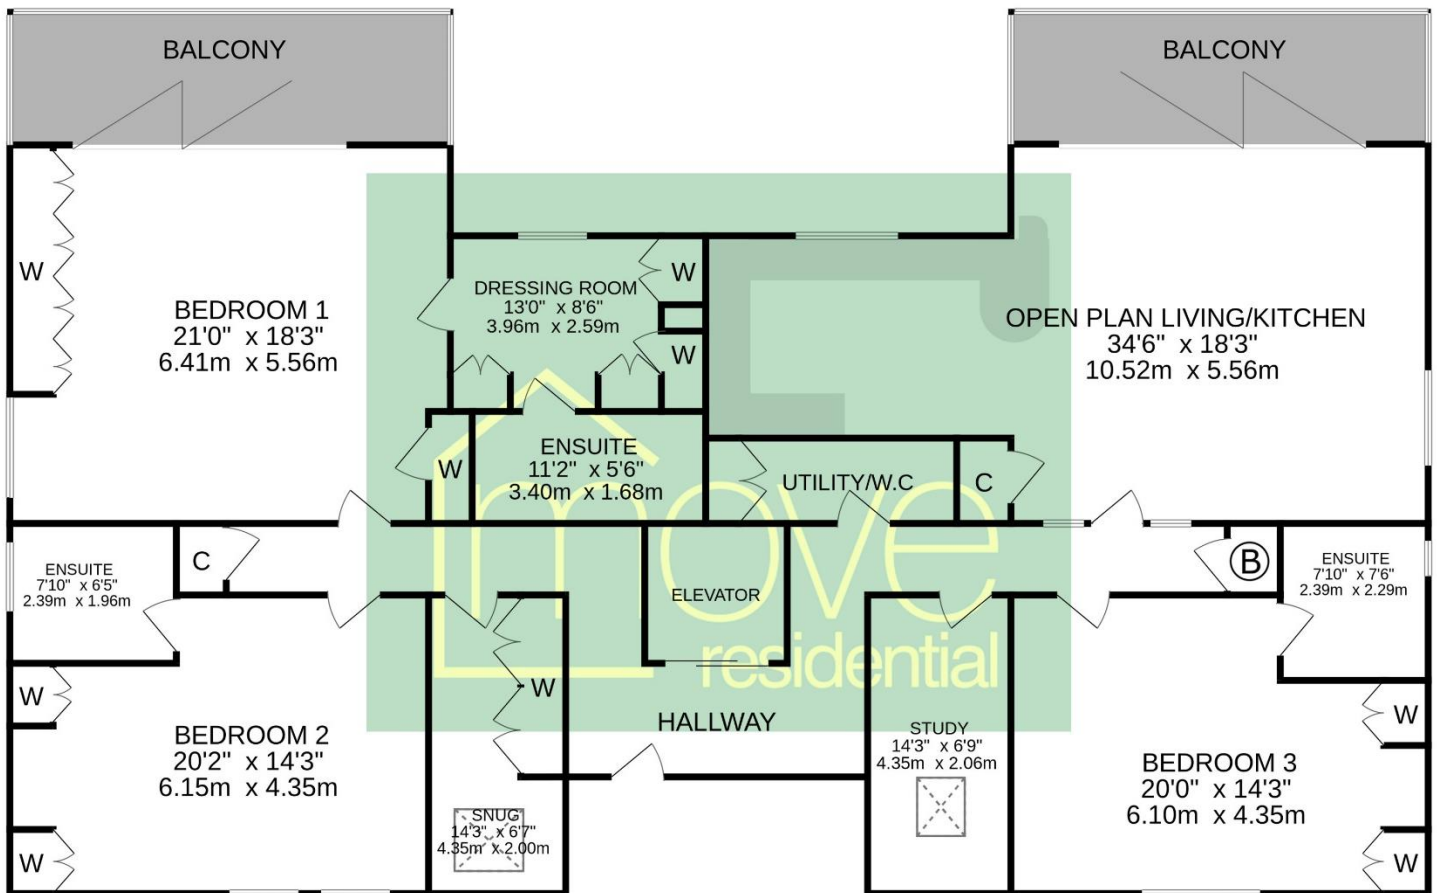 BALCONY
BALCONY
W
BEDROOM 1
21'0" x 18'3"
6.41m x 5.56m
DRESSING ROOM
13'0" x 8'6"
3.96m x 2.59m
W
W
OPEN PLAN LIVING/KITCHEN
34'6" x 18'3"
10.52m x 5.56m
W
ENSUITE
11'2" x 5'6"
3.40m x 1.68m
UTILITY/W.C
C
move
residential
ENSUITE
7'10" x 6'5"
2.39m x 1.96m
C
ELEVATOR
B
ENSUITE
7'10" x 7'6"
2.39m x 2.29m
W
BEDROOM 2
20'2" x 14'3"
6.15m x 4.35m
W
W
HALLWAY
SNUG
14'3" x 6'7"
4.35m x 2.00m
STUDY
14'3" x 6'9"
4.35m x 2.06m
BEDROOM 3
20'0" x 14'3"
6.10m x 4.35m
W
W